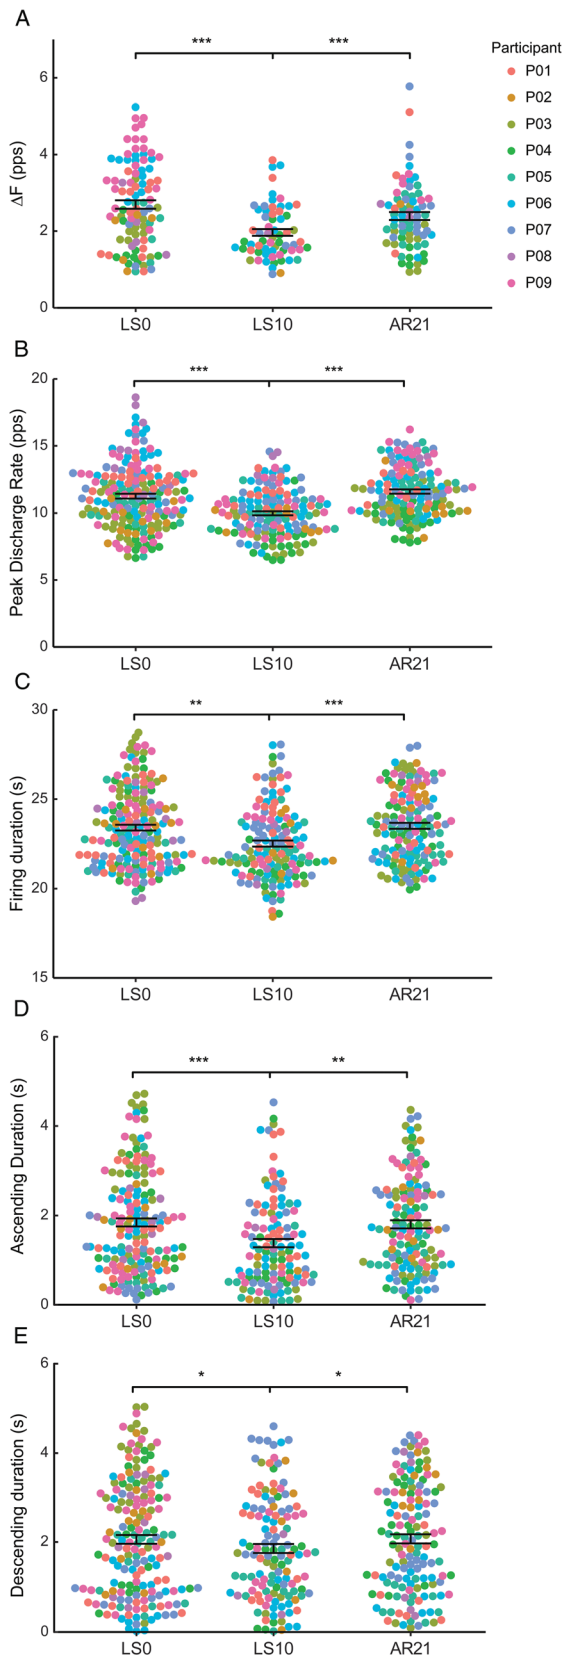 A
*** ***
Participant
P01
P02
P03
P04
P05
P06
P07
P08
P09
ΔF (pps)
6
4
2
0
LS0 LS10 AR21
B
*** ***
Peak Discharge Rate (pps)
20
15
10
5
0
LS0 LS10 AR21
C
** ***
Firing duration (s)
30
25
20
15
LS0 LS10 AR21
D
*** **
Ascending Duration (s)
6
4
2
0
LS0 LS10 AR21
E
* *
Descending duration (s)
6
4
2
0
LS0 LS10 AR21